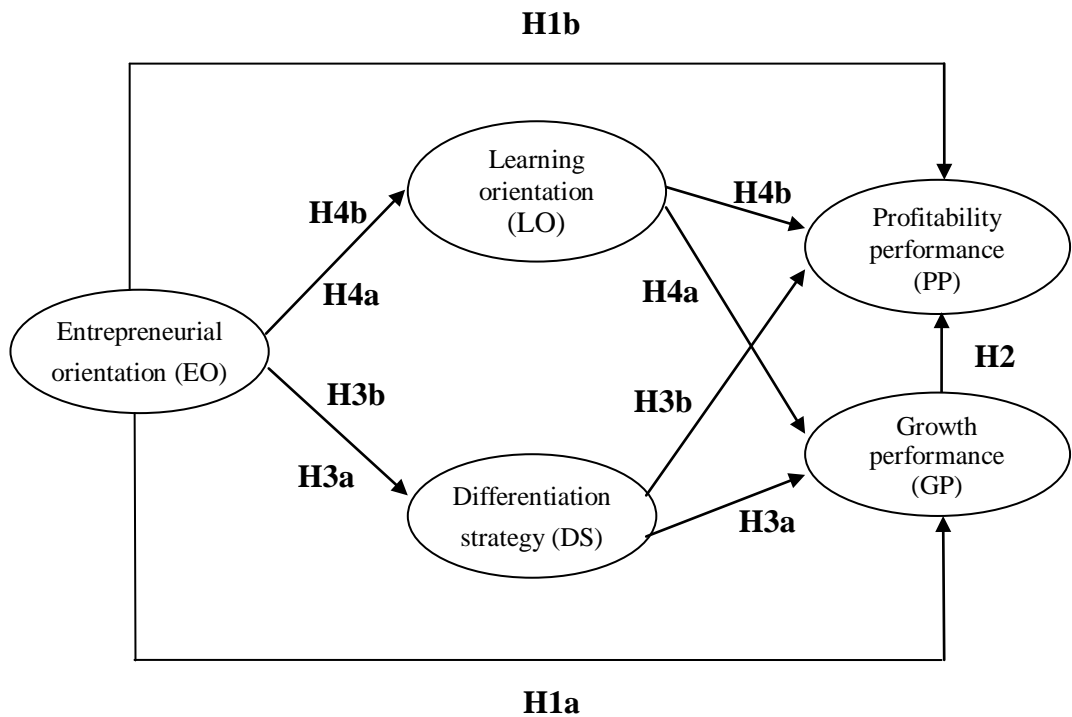 H1b
Learning
orientation
(LO)
H4b
H4b
Profitability
performance
(PP)
H4a
H4a
Entrepreneurial
orientation (EO)
H2
H3b
H3b
Growth
performance
(GP)
H3a
Differentiation
strategy (DS)
H3a
H1a